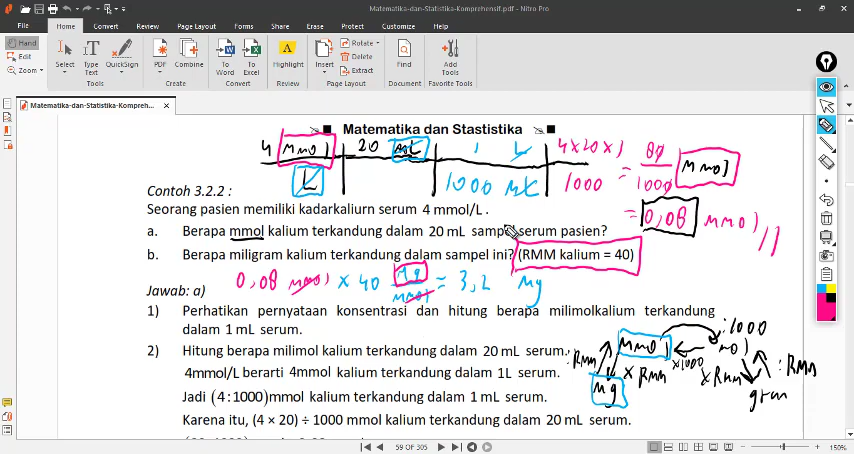 Matematika-dan-Statistika-Komprehensif.pdf - Nitro Pro
File Home Comment Page Layout Forms Share Erase Protect Customize Help
Hand
Edit
Zoom
Select
Type Text
QuickSign
PDF
Combine
To Word
To Excel
Highlight
Insert
Rotate
Delete
Extract
Find
Add Tools
Tools Create Convert Review Page Layout Document Customize
Matematika-dan-Statistika-Kompreh...
Matematika dan Stastistika
4 mmol 20 mL 1 L 4 x 20 x 1 = 80 mmol
L 1000 mL 1000 1000
= 0,08 mmol //
Contoh 3.2.2 :
Seorang pasien memiliki kadarkaliurn serum 4 mmol/L .
a. Berapa mmol kalium terkandung dalam 20 mL sampe serum pasien?
b. Berapa miligram kalium terkandung dalam sampel ini? (RMM kalium = 40)
0,08 mmol x 40 Mg = 3,2 Mg
mmol
Jawab: a)
1) Perhatikan pernyataan konsentrasi dan hitung berapa milimolkalium terkandung
dalam 1 mL serum.
2) Hitung berapa milimol kalium terkandung dalam 20 mL serum.
4mmol/L berarti 4mmol kalium terkandung dalam 1L serum.
Jadi (4:1000)mmol kalium terkandung dalam 1 mL serum.
Karena itu, (4 × 20) ÷ 1000 mmol kalium terkandung dalam 20 mL serum.
:1000
mmol x1000 mol
:RMM x RMM x RMM :RMM
mg gram
59 OF 305
150%